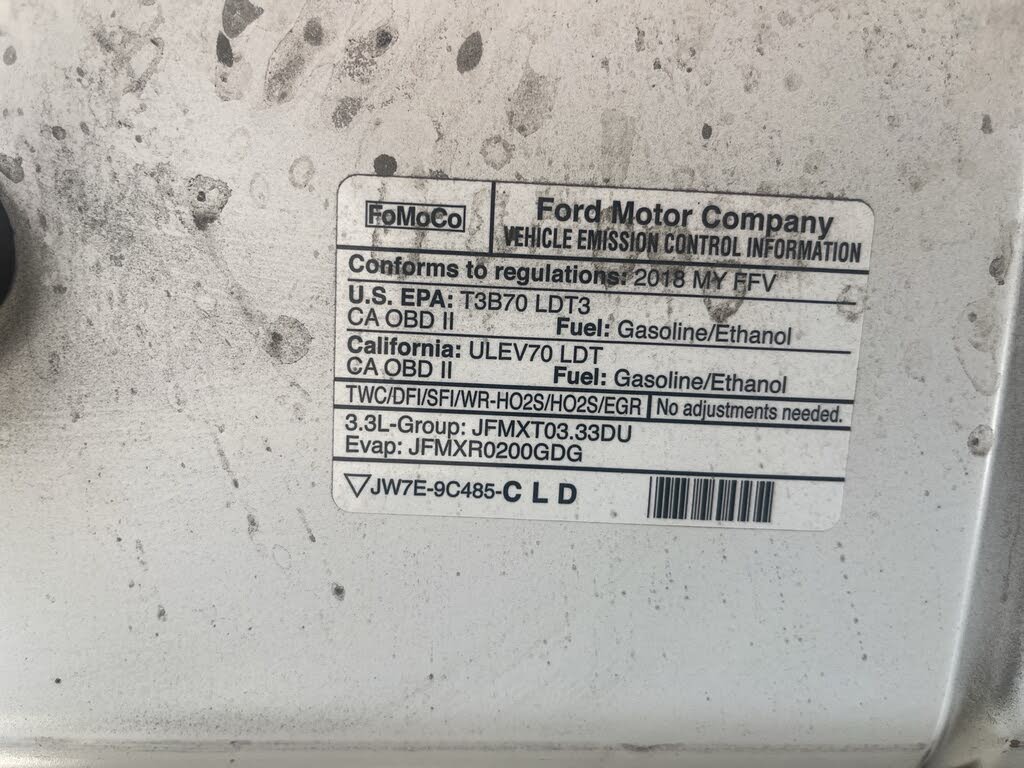 FoMoCo
Ford Motor Company
VEHICLE EMISSION CONTROL INFORMATION
Conforms to regulations: 2018 MY FFV
U.S. EPA: T3B70 LDT3
CA OBD II Fuel: Gasoline/Ethanol
California: ULEV70 LDT
CA OBD II Fuel: Gasoline/Ethanol
TWC/DFI/SFI/WR-HO2S/HO2S/EGR No adjustments needed.
3.3L-Group: JFMXT03.33DU
Evap: JFMXR0200GDG
JW7E-9C485-C L D